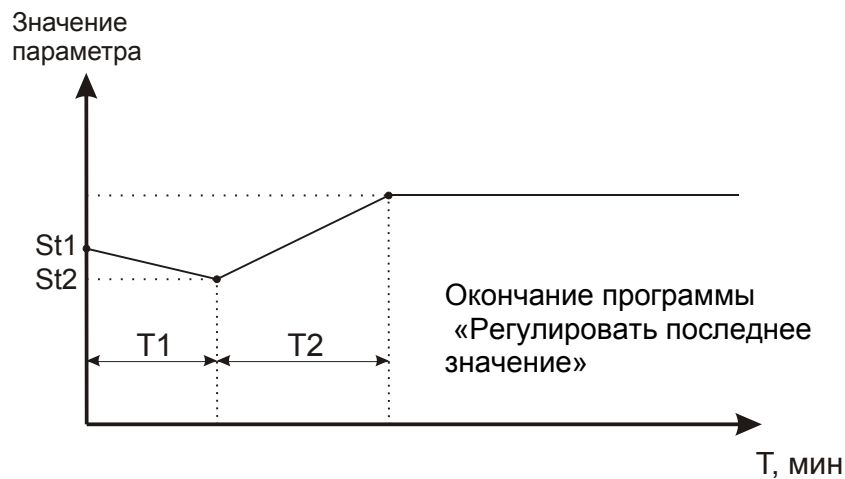 Значение
параметра
St1
St2
T1
T2
Окончание программы
«Регулировать последнее
значение»
T, мин